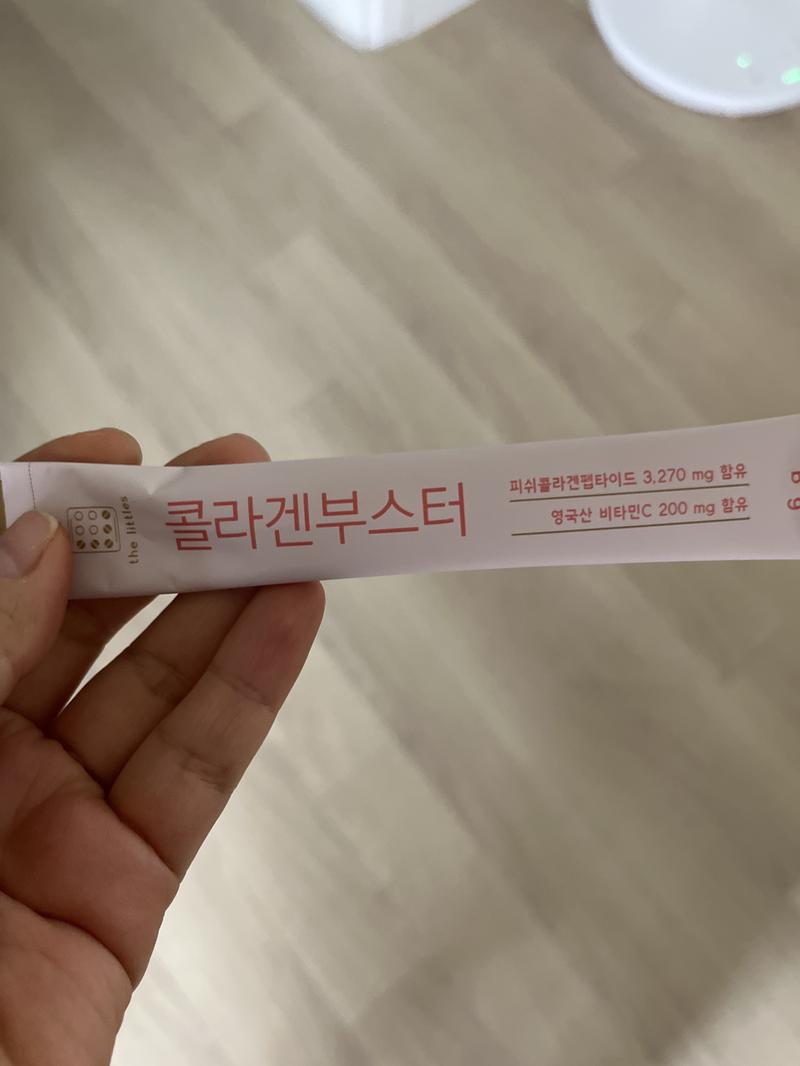 the littles
콜라겐부스터
피쉬콜라겐펩타이드 3,270 mg 함유
영국산 비타민C 200 mg 함유